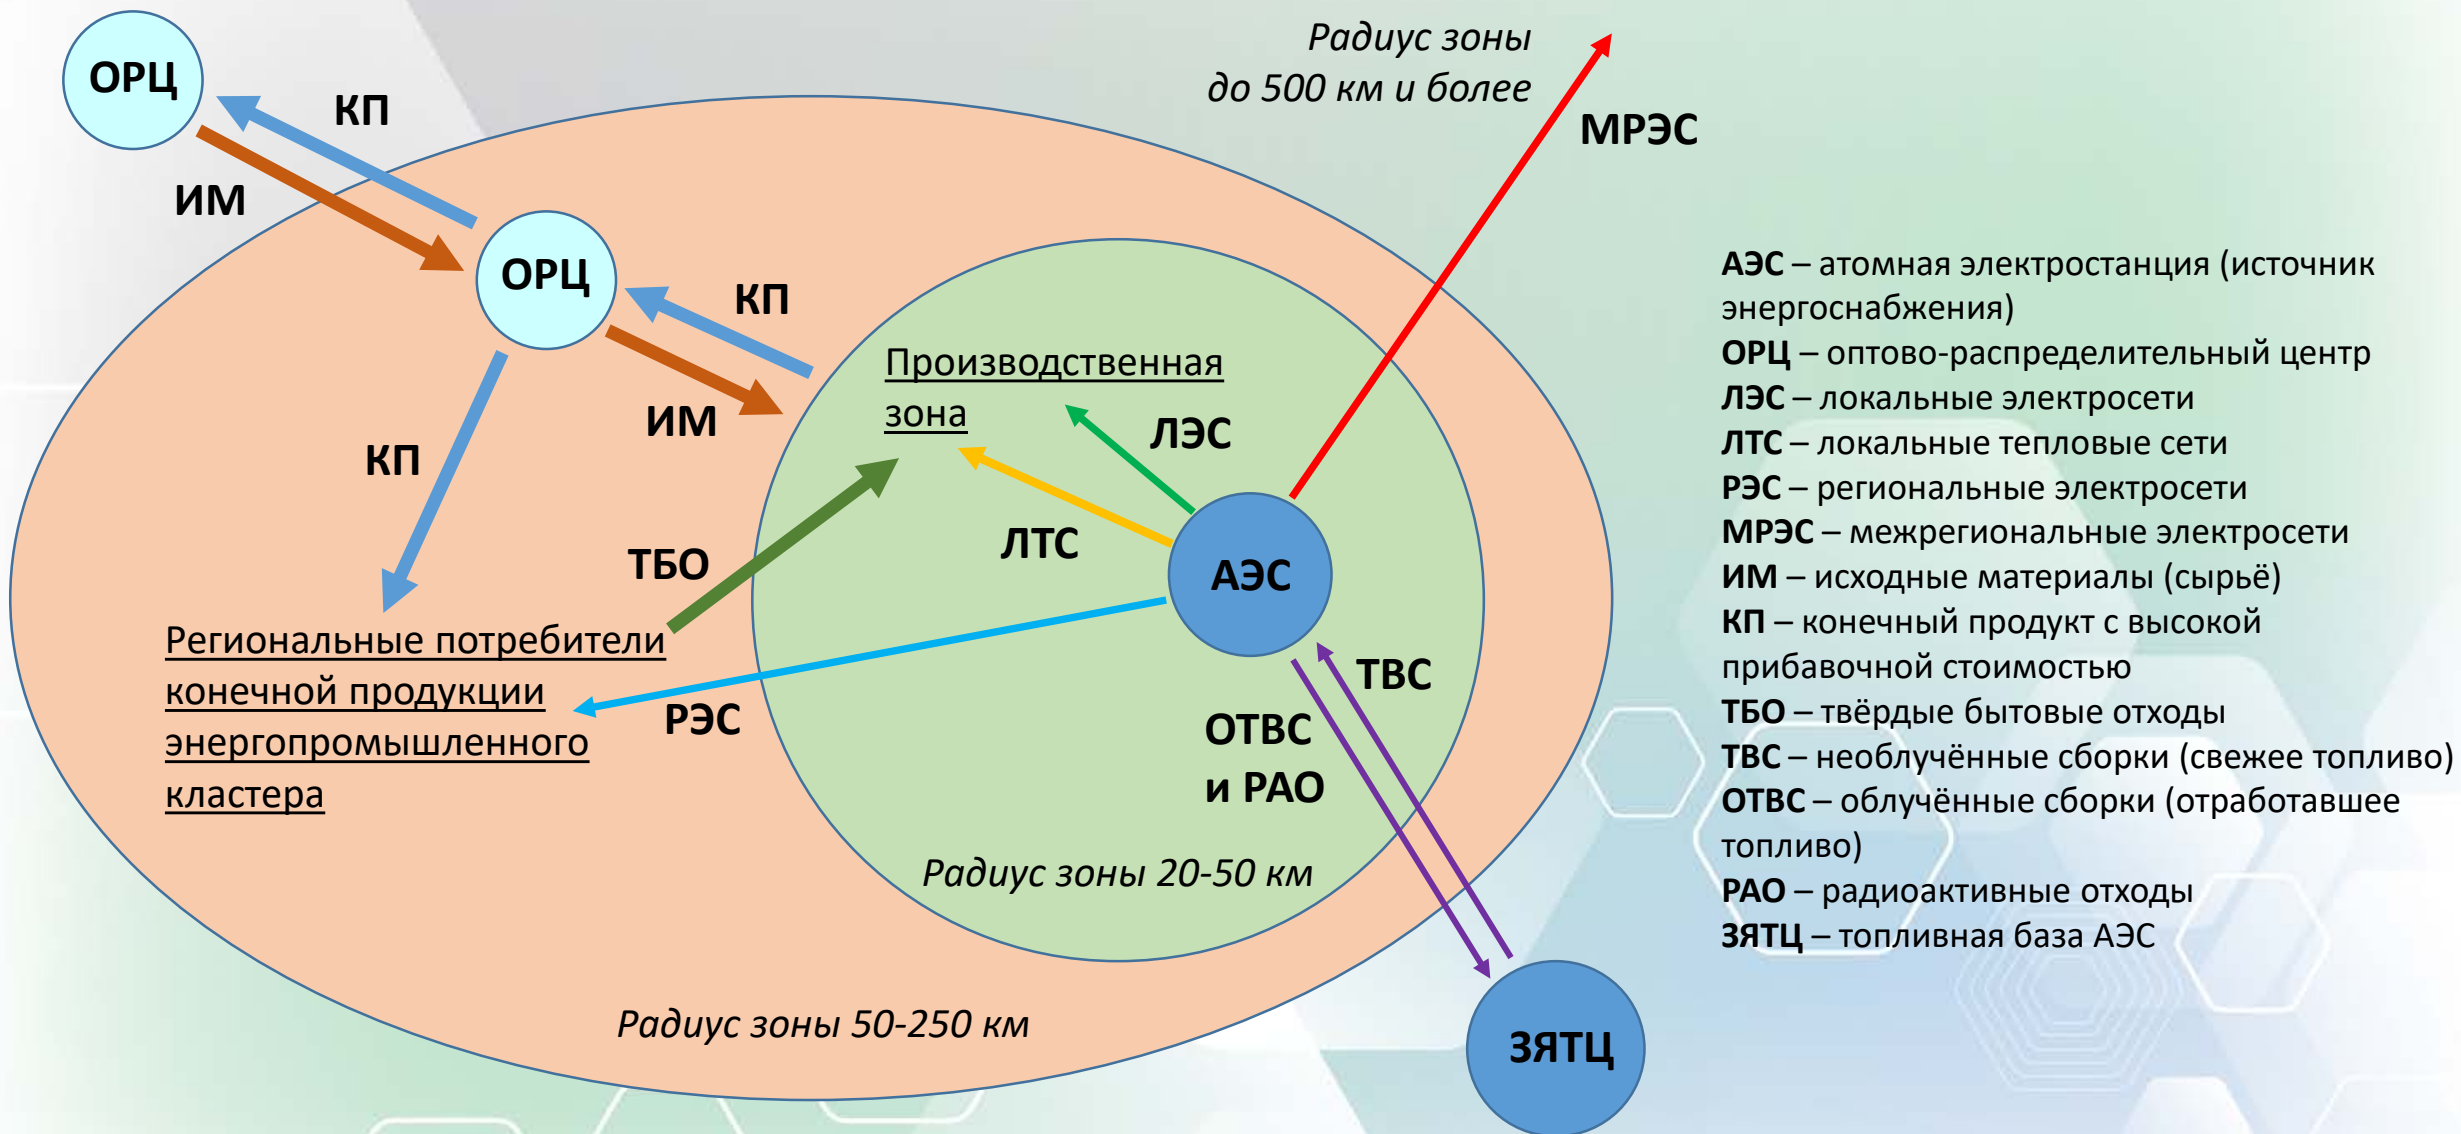 ОРЦ
КП
ИМ
Радиус зоны
до 500 км и более
МРЭС
ОРЦ
КП
ИМ
КП
Производственная
зона
ЛЭС
ЛТС
АЭС
ТБО
Региональные потребители
конечной продукции
энергопромышленного
кластера
РЭС
ТВС
ОТВС
и РАО
Радиус зоны 20-50 км
Радиус зоны 50-250 км
ЗЯТЦ
АЭС – атомная электростанция (источник
энергоснабжения)
ОРЦ – оптово-распределительный центр
ЛЭС – локальные электросети
ЛТС – локальные тепловые сети
РЭС – региональные электросети
МРЭС – межрегиональные электросети
ИМ – исходные материалы (сырьё)
КП – конечный продукт с высокой
прибавочной стоимостью
ТБО – твёрдые бытовые отходы
ТВС – необлучённые сборки (свежее топливо)
ОТВС – облучённые сборки (отработавшее
топливо)
РАО – радиоактивные отходы
ЗЯТЦ – топливная база АЭС